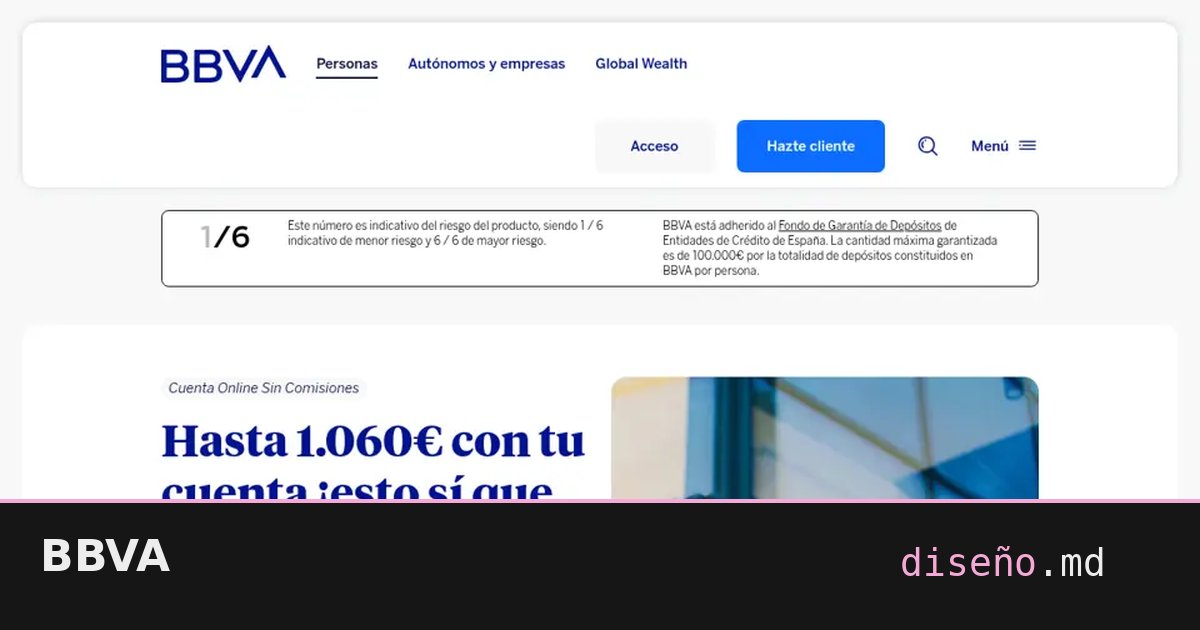 BBVA
Personas
Autónomos y empresas
Global Wealth
Acceso
Hazte cliente
Menú
1/6
Este número es indicativo del riesgo del producto, siendo 1 / 6
indicativo de menor riesgo y 6 / 6 de mayor riesgo.
BBVA está adherido al Fondo de Garantía de Depósitos de
Entidades de Crédito de España. La cantidad máxima garantizada
es de 100.000€ por la totalidad de depósitos constituidos en
BBVA por persona.
Cuenta Online Sin Comisiones
Hasta 1.060€ con tu
cuenta ¡esto sí que
BBVA
diseño.md